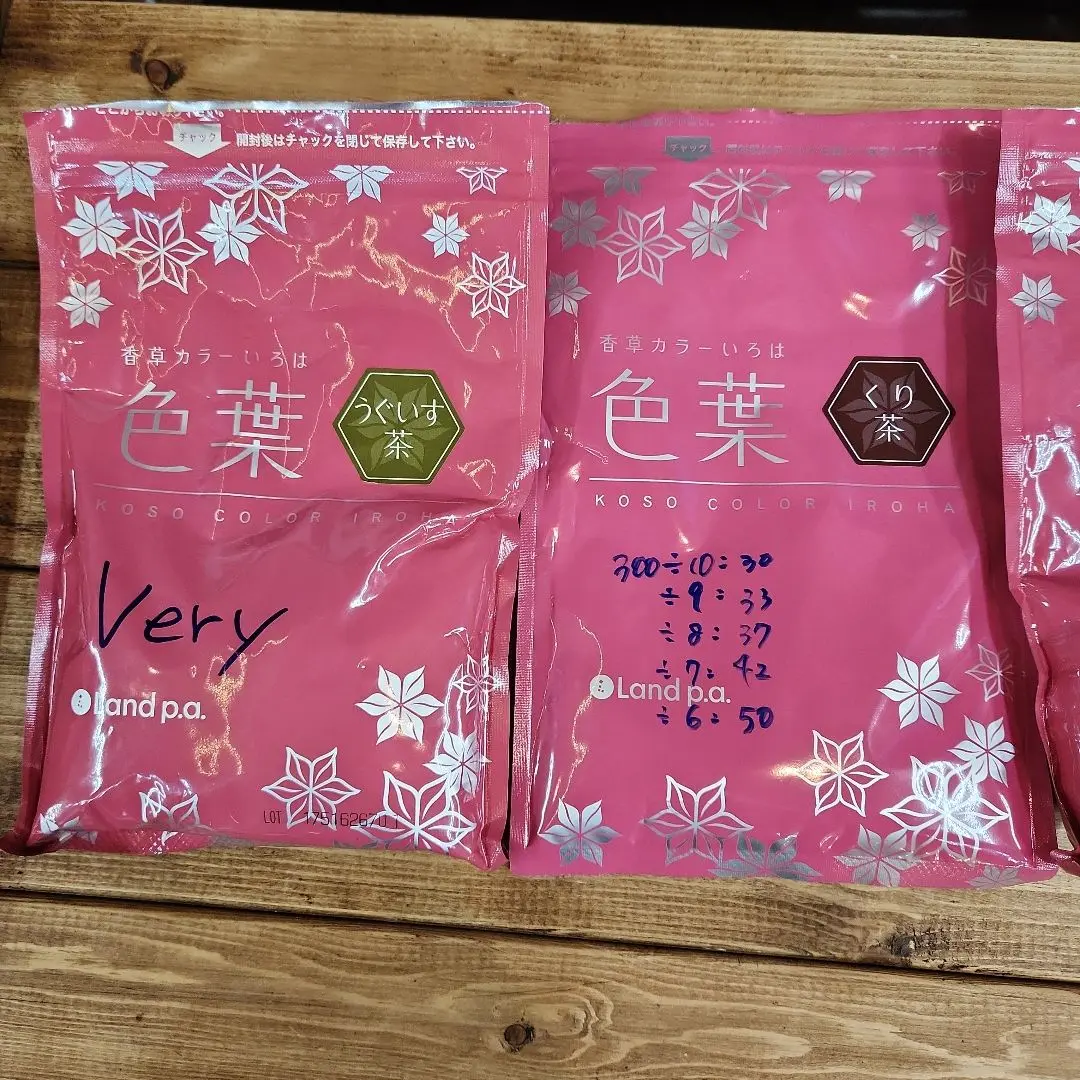 チャック
開封後はチャックを閉じて保存して下さい。
香草カラーいろは
色葉
うぐいす
茶
KOSO COLOR IROHA
Very
Land p.a.
LOT
チャック
香草カラーいろは
色葉
くり
茶
KOSO COLOR IROHA
300÷10=30
÷9=33
÷8=37
÷7=42
Land p.a.
÷6=50